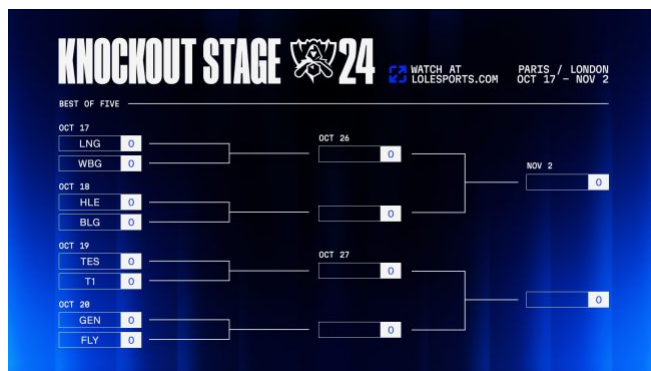 KNOCKOUT STAGE 24
WATCH AT
LOLESPORTS.COM
PARIS / LONDON
OCT 17 – NOV 2
BEST OF FIVE
OCT 17
LNG 0
WBG 0
OCT 18
HLE 0
BLG 0
OCT 19
TES 0
T1 0
OCT 20
GEN 0
FLY 0
OCT 26
0
0
OCT 27
0
0
NOV 2
0
0